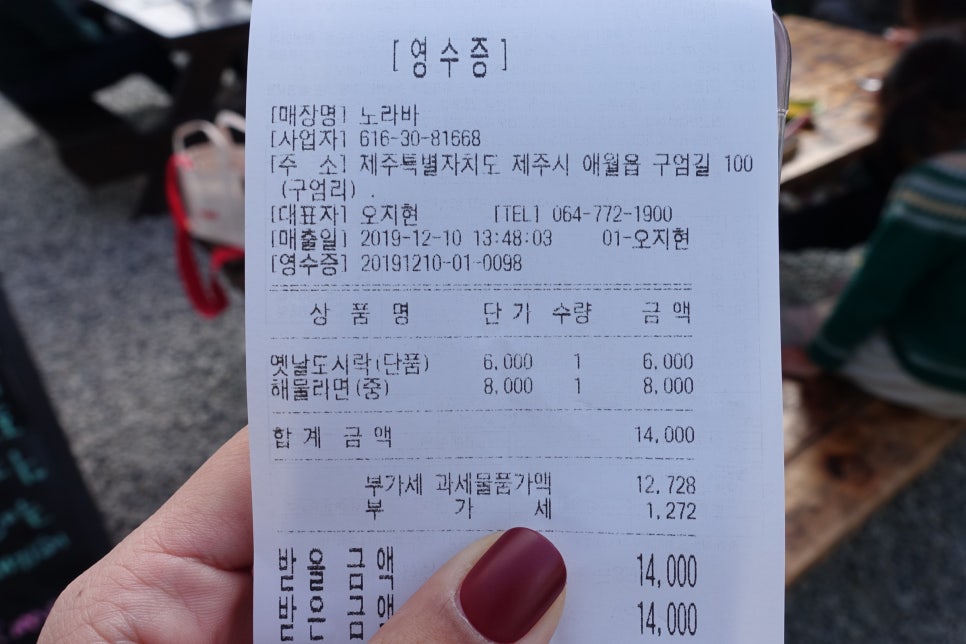 [영수증]
[매장명] 노라바
[사업자] 616-30-81668
[주 소] 제주특별자치도 제주시 애월읍 구엄길 100
(구엄리) .
[대표자] 오지현 [TEL] 064-772-1900
[매출일] 2019-12-10 13:48:03 01-오지현
[영수증] 20191210-01-0098
상 품 명 단가 수량 금 액
옛날도시락(단품) 6,000 1 6,000
해물라면(중) 8,000 1 8,000
합 계 금 액 14,000
부가세 과세물품가액 12,728
부 가 세 1,272
받을 금액 14,000
받은 금액 14,000